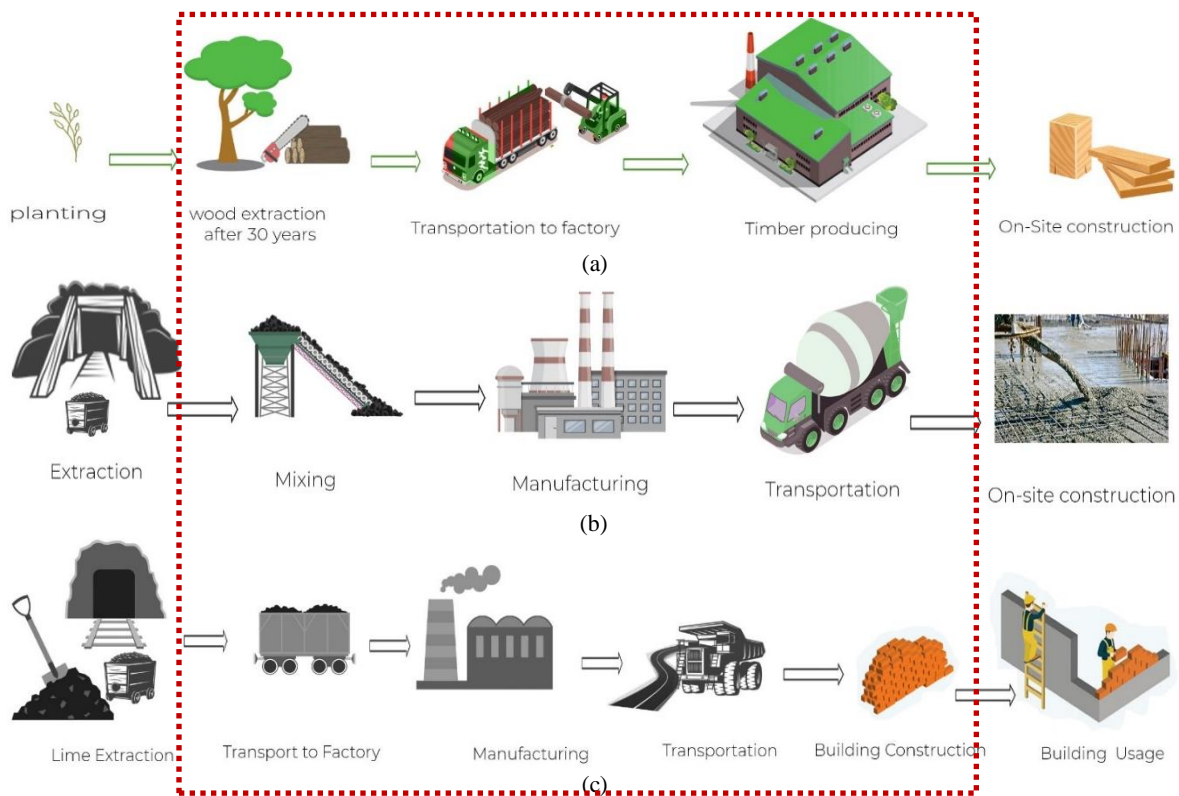 planting
wood extraction
after 30 years
Transportation to factory
Timber producing
On-Site construction
(a)
Extraction
Mixing
Manufacturing
Transportation
On-site construction
(b)
Lime Extraction
Transport to Factory
Manufacturing
Transportation
Building Construction
Building Usage
(c)